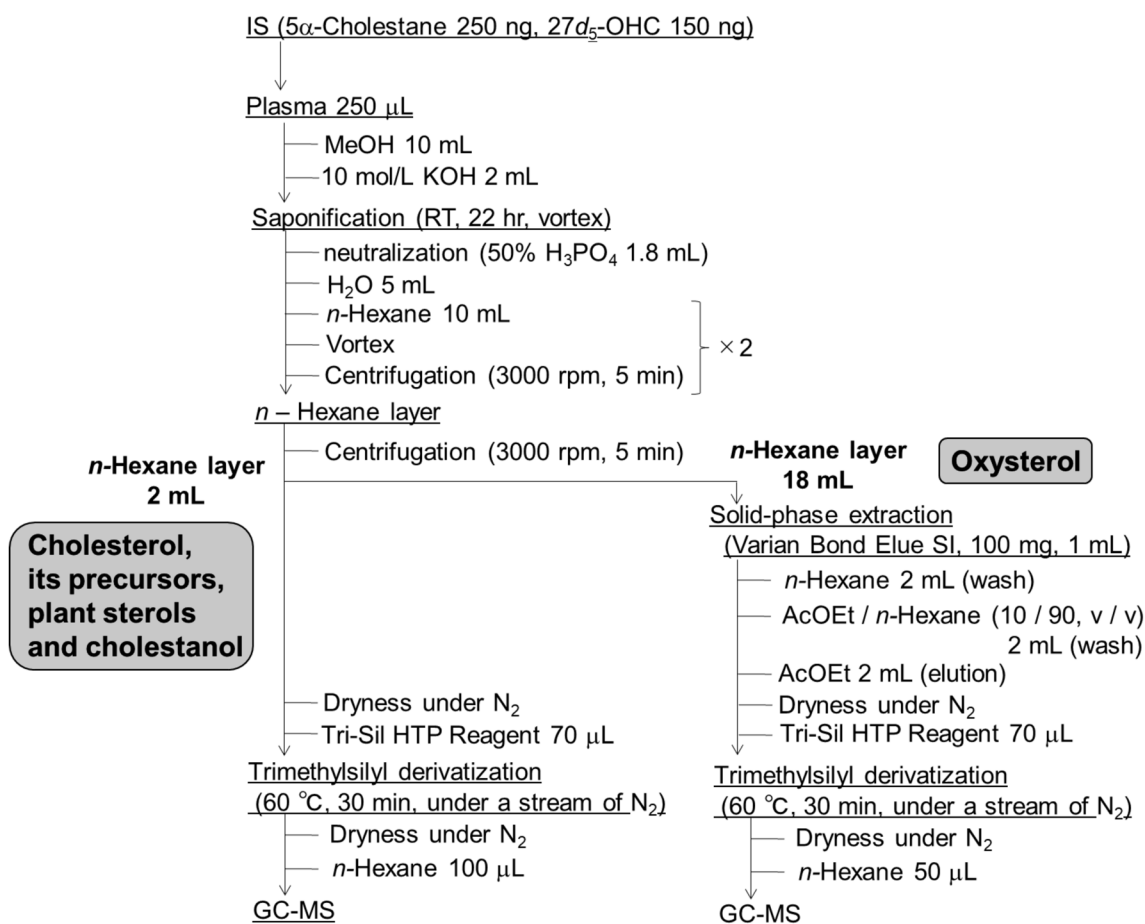 IS (5α-Cholestane 250 ng, 27d5-OHC 150 ng)
Plasma 250 μL
MeOH 10 mL
10 mol/L KOH 2 mL
Saponification (RT, 22 hr, vortex)
neutralization (50% H3PO4 1.8 mL)
H2O 5 mL
n-Hexane 10 mL
Vortex
× 2
Centrifugation (3000 rpm, 5 min)
n – Hexane layer
Centrifugation (3000 rpm, 5 min)
n-Hexane layer
2 mL
Cholesterol,
its precursors,
plant sterols
and cholestanol
Dryness under N2
Tri-Sil HTP Reagent 70 μL
Trimethylsilyl derivatization
(60 ℃, 30 min, under a stream of N2)
Dryness under N2
n-Hexane 100 μL
GC-MS
n-Hexane layer
18 mL
Oxysterol
Solid-phase extraction
(Varian Bond Elue SI, 100 mg, 1 mL)
n-Hexane 2 mL (wash)
AcOEt / n-Hexane (10 / 90, v / v)
2 mL (wash)
AcOEt 2 mL (elution)
Dryness under N2
Tri-Sil HTP Reagent 70 μL
Trimethylsilyl derivatization
(60 ℃, 30 min, under a stream of N2)
Dryness under N2
n-Hexane 50 μL
GC-MS